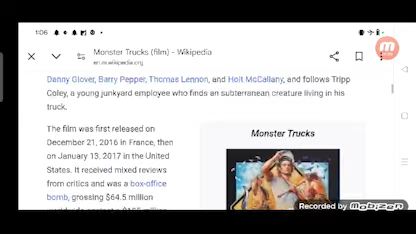 1:06
Monster Trucks (film) - Wikipedia
en.m.wikipedia.org
Danny Glover, Barry Pepper, Thomas Lennon, and Holt McCallany, and follows Tripp
Coley, a young junkyard employee who finds an subterranean creature living in his
truck.
The film was first released on
December 21, 2016 in France, then
on January 13, 2017 in the United
States. It received mixed reviews
from critics and was a box-office
bomb, grossing $64.5 million
Monster Trucks
Recorded by
Mobizen